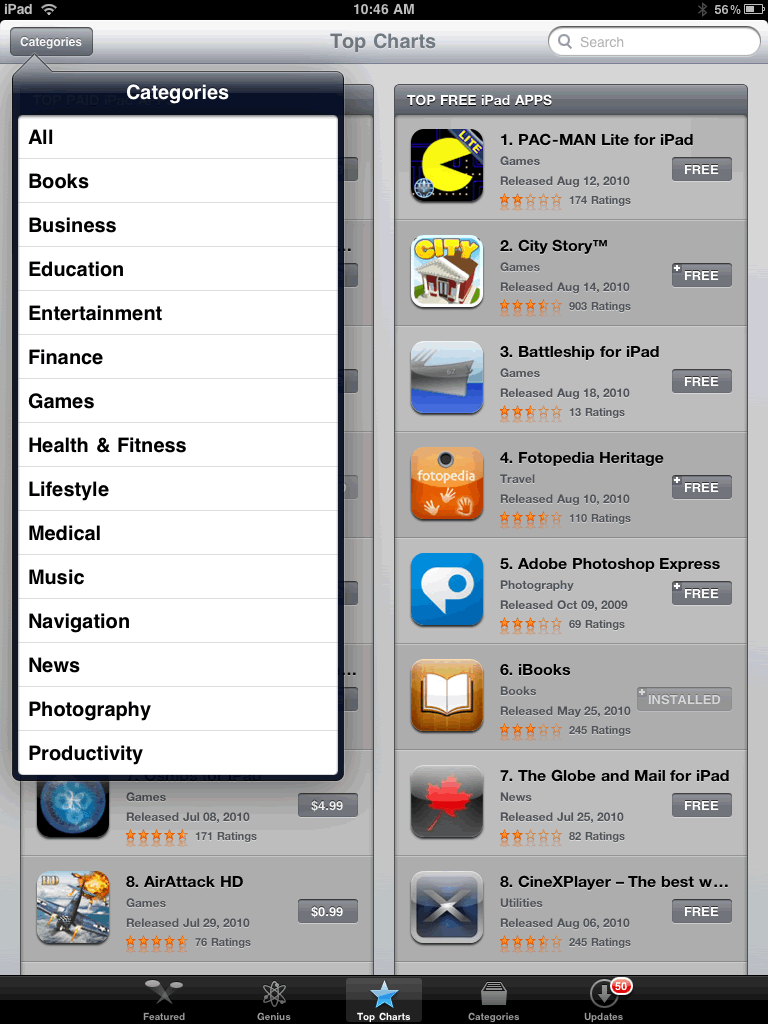 iPad
10:46 AM
56%
Categories
Top Charts
Search
Categories
All
Books
Business
Education
Entertainment
Finance
Games
Health & Fitness
Lifestyle
Medical
Music
Navigation
News
Photography
Productivity
Games
Released Jul 08, 2010
171 Ratings
$4.99
8. AirAttack HD
Games
Released Jul 29, 2010
76 Ratings
$0.99
HD
TOP FREE iPad APPS
LITE
1. PAC-MAN Lite for iPad
Games
Released Aug 12, 2010
174 Ratings
FREE
CITY
2. City Story™
Games
Released Aug 14, 2010
903 Ratings
FREE
3. Battleship for iPad
Games
Released Aug 18, 2010
13 Ratings
FREE
fotopedia
4. Fotopedia Heritage
Travel
Released Aug 10, 2010
110 Ratings
FREE
5. Adobe Photoshop Express
Photography
Released Oct 09, 2009
69 Ratings
FREE
6. iBooks
Books
Released May 25, 2010
245 Ratings
INSTALLED
7. The Globe and Mail for iPad
News
Released Jul 25, 2010
82 Ratings
FREE
8. CineXPlayer – The best w...
Utilities
Released Aug 06, 2010
245 Ratings
FREE
Featured
Genius
Top Charts
Categories
Updates
50